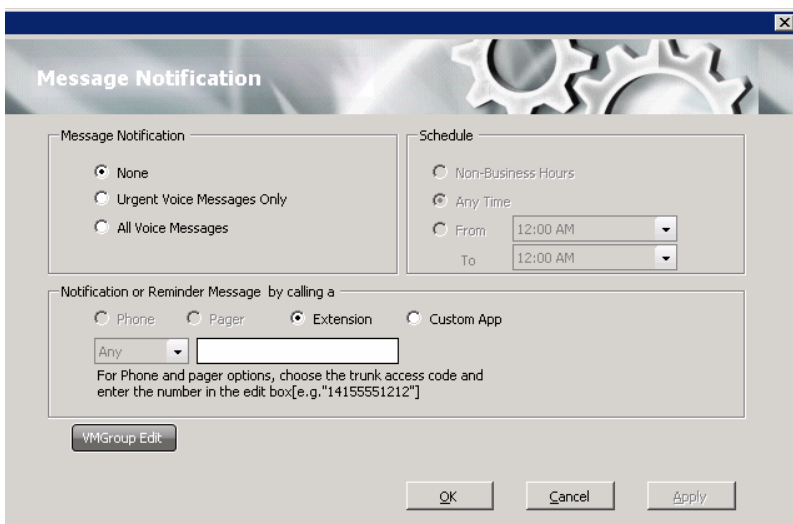 Message Notification
Message Notification
None
Urgent Voice Messages Only
All Voice Messages
Schedule
Non-Business Hours
Any Time
From 12:00 AM
To 12:00 AM
Notification or Reminder Message by calling a
Phone Pager Extension Custom App
Any
For Phone and pager options, choose the trunk access code and
enter the number in the edit box[e.g."14155551212"]
VMGroup Edit
OK Cancel Apply